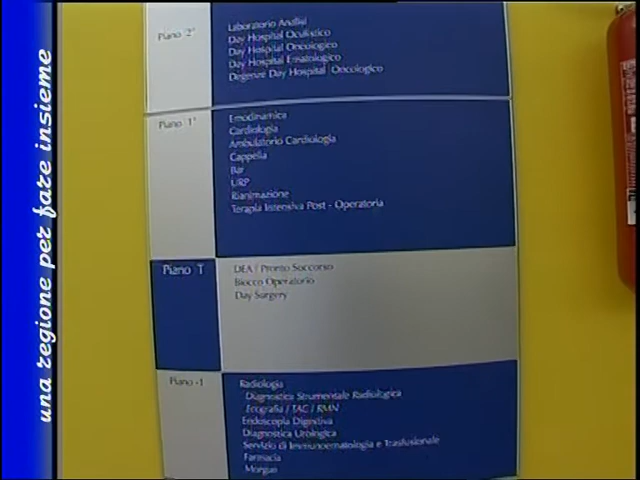 una regione per fare insieme
Piano 2°
Laboratorio Analisi
Day Hospital Oculistico
Day Hospital Oncologico
Day Hospital Ematologico
Degenze Day Hospital Oncologico
Piano 1°
Emodinamica
Cardiologia
Ambulatorio Cardiologia
Cappella
Bar
URP
Rianimazione
Terapia Intensiva Post - Operatoria
Piano T
DEA / Pronto Soccorso
Blocco Operatorio
Day Surgery
Piano -1
Radiologia
Diagnostica Strumentale Radiologica
Ecografia / TAC / RMN
Endoscopia Digestiva
Diagnostica Urologica
Servizio di Immunoematologia e Trasfusionale
Farmacia
Morgue